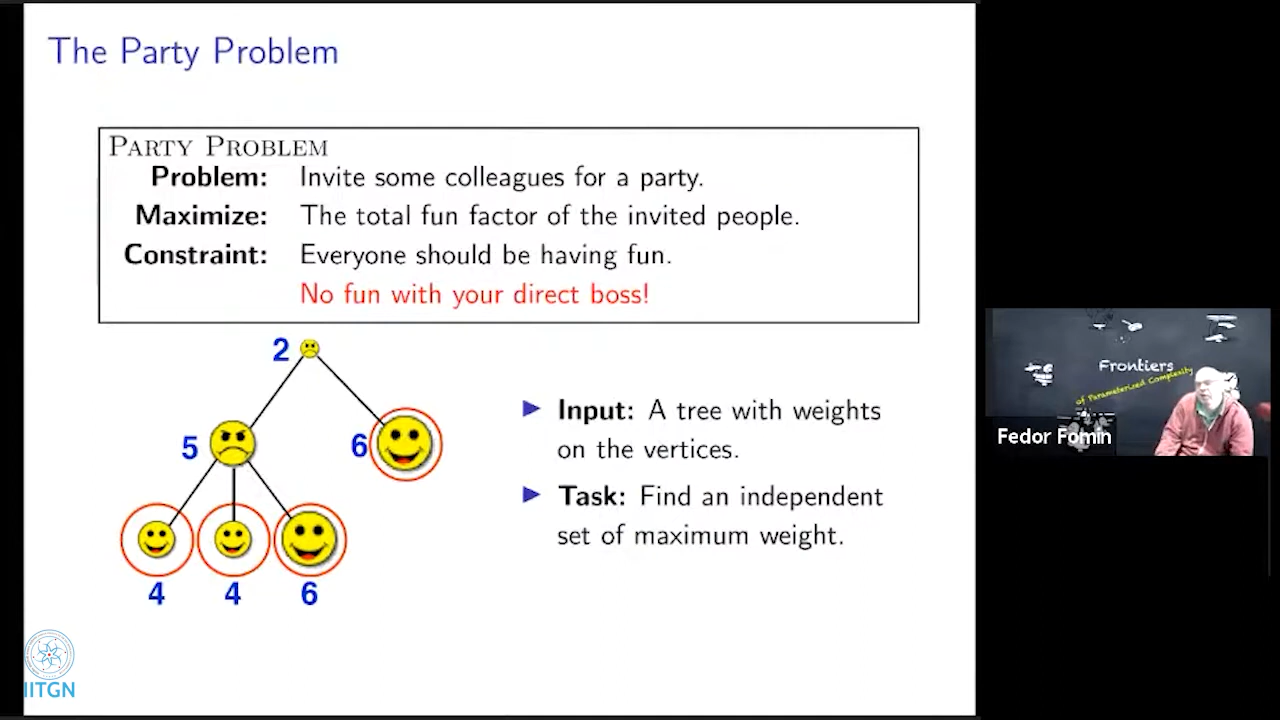 The Party Problem
PARTY PROBLEM
Problem: Invite some colleagues for a party.
Maximize: The total fun factor of the invited people.
Constraint: Everyone should be having fun.
No fun with your direct boss!
2
5
6
4 4 6
Input: A tree with weights
on the vertices.
Task: Find an independent
set of maximum weight.
Frontiers
of Parameterized Complexity
Fedor Fomin
IITGN